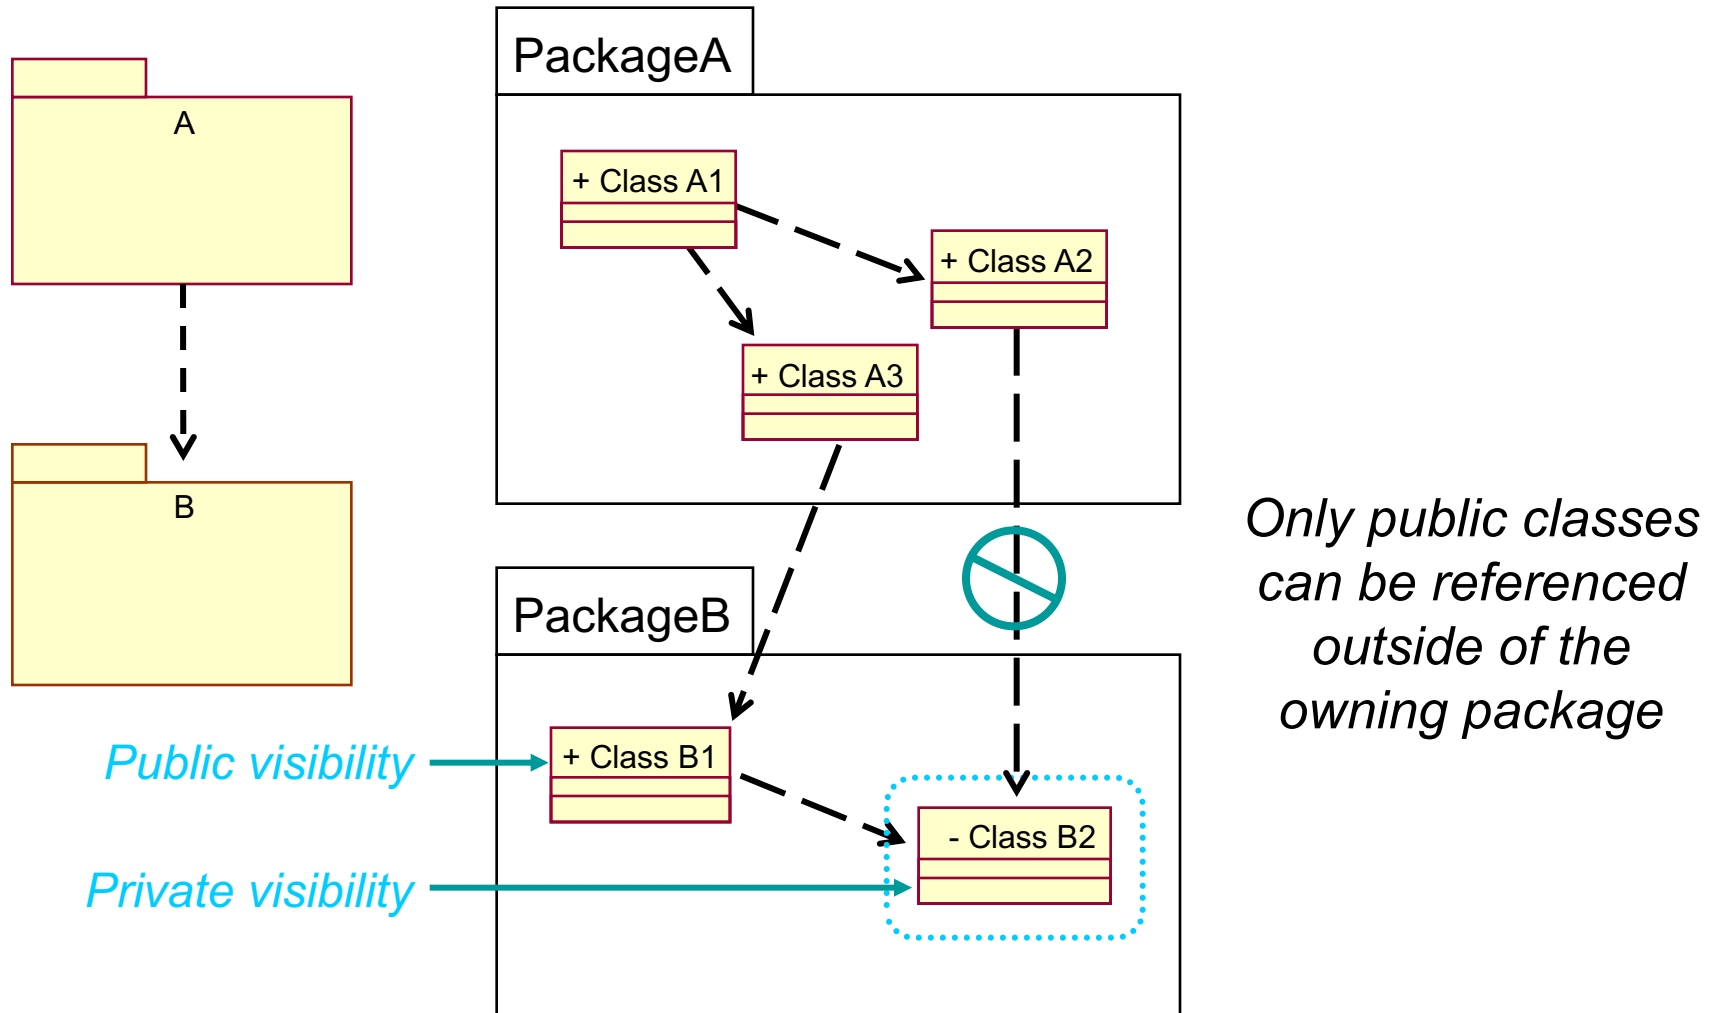 A
B
PackageA
+ Class A1
+ Class A2
+ Class A3
PackageB
+ Class B1
- Class B2
Public visibility
Private visibility
Only public classes
can be referenced
outside of the
owning package